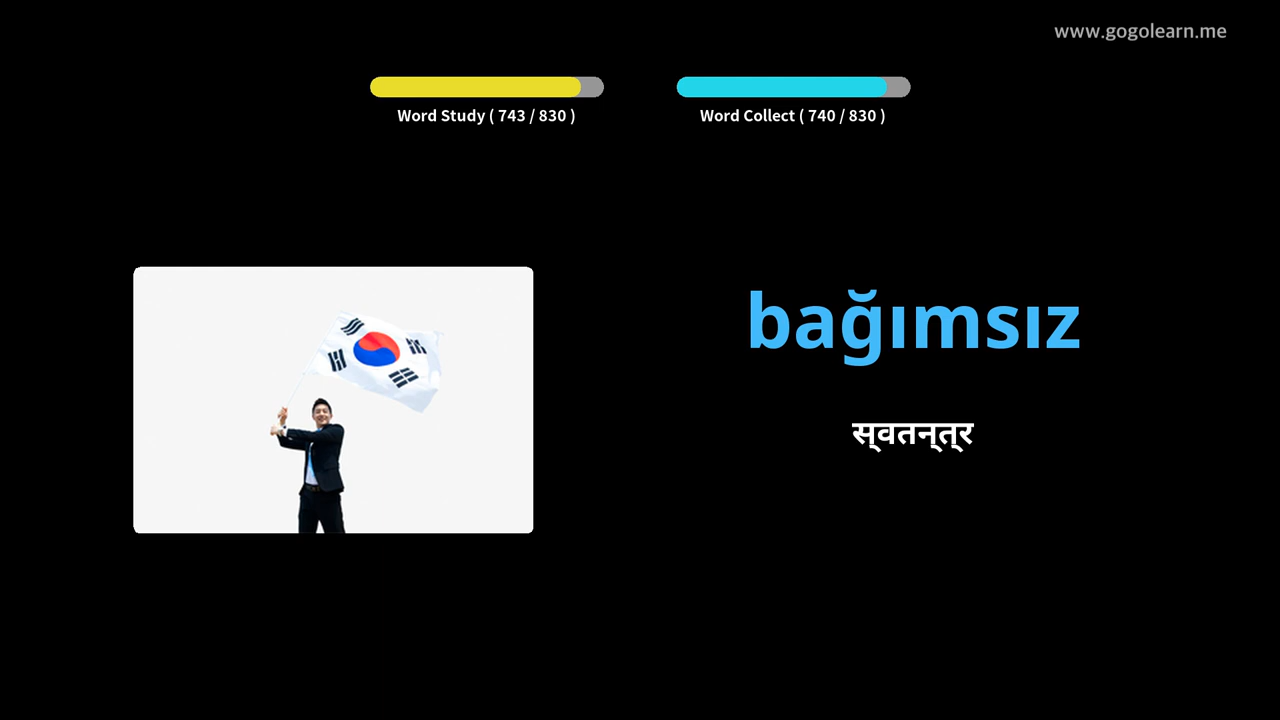 www.gogolearn.me
Word Study ( 743 / 830 )
Word Collect ( 740 / 830 )
bağımsız
स्वतन्त्र